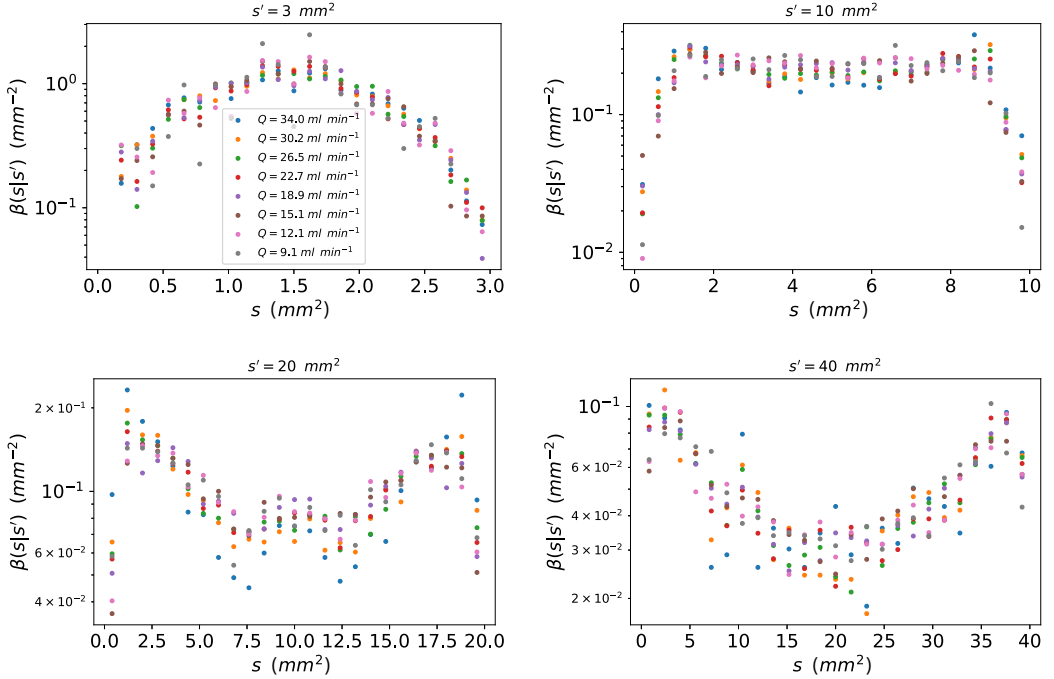 s′ = 3 mm²
β(s|s′) (mm⁻²)
10⁰
10⁻¹
Q = 34.0 ml min⁻¹
Q = 30.2 ml min⁻¹
Q = 26.5 ml min⁻¹
Q = 22.7 ml min⁻¹
Q = 18.9 ml min⁻¹
Q = 15.1 ml min⁻¹
Q = 12.1 ml min⁻¹
Q = 9.1 ml min⁻¹
0.0 0.5 1.0 1.5 2.0 2.5 3.0
s (mm²)
s′ = 10 mm²
β(s|s′) (mm⁻²)
10⁻¹
10⁻²
0 2 4 6 8 10
s (mm²)
s′ = 20 mm²
β(s|s′) (mm⁻²)
2 × 10⁻¹
10⁻¹
6 × 10⁻²
4 × 10⁻²
0.0 2.5 5.0 7.5 10.0 12.5 15.0 17.5 20.0
s (mm²)
s′ = 40 mm²
β(s|s′) (mm⁻²)
10⁻¹
6 × 10⁻²
4 × 10⁻²
3 × 10⁻²
2 × 10⁻²
0 5 10 15 20 25 30 35 40
s (mm²)